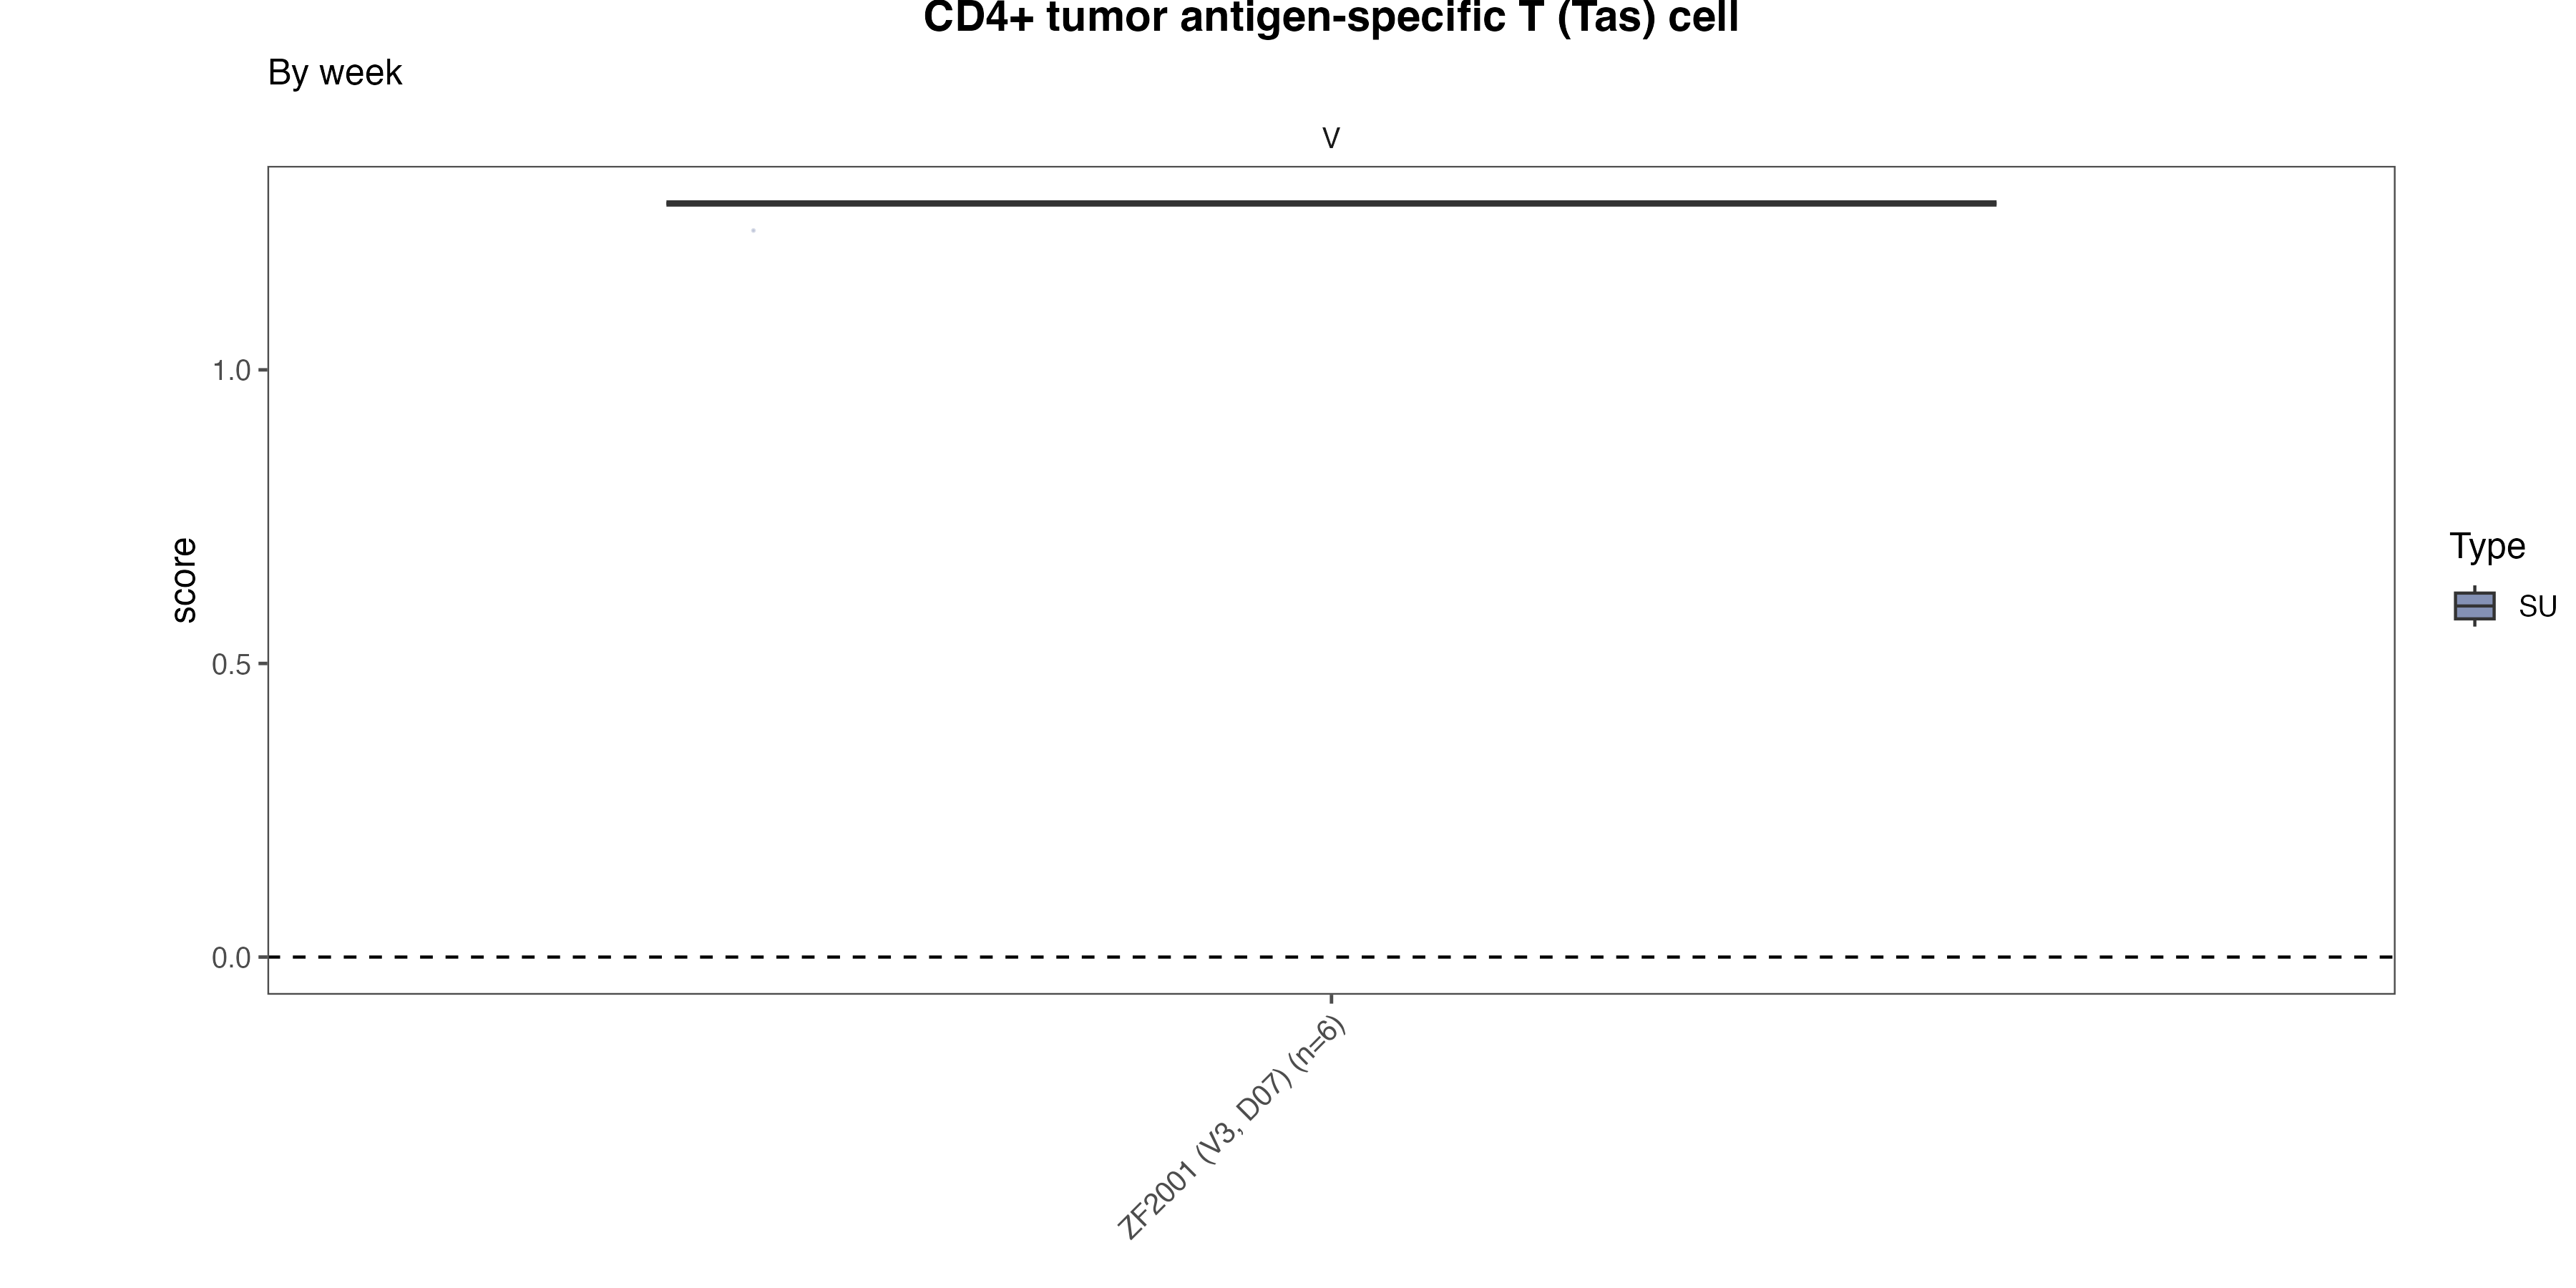 CD4+ tumor antigen-specific T (Tas) cell
By week
V
1.0
0.5
0.0
score
ZF2001 (V3, D07) (n=6)
Type
SU